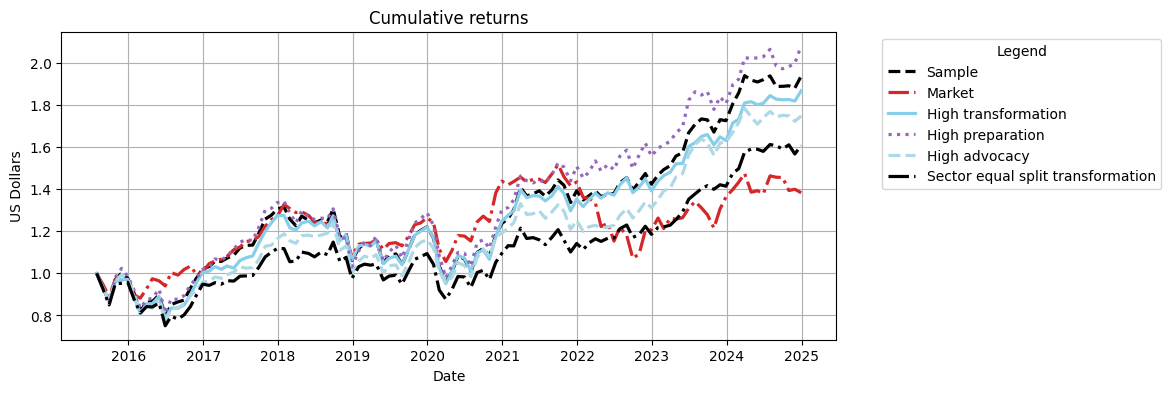 Cumulative returns
US Dollars
2.0
1.8
1.6
1.4
1.2
1.0
0.8
2016 2017 2018 2019 2020 2021 2022 2023 2024 2025
Date
Legend
Sample
Market
High transformation
High preparation
High advocacy
Sector equal split transformation